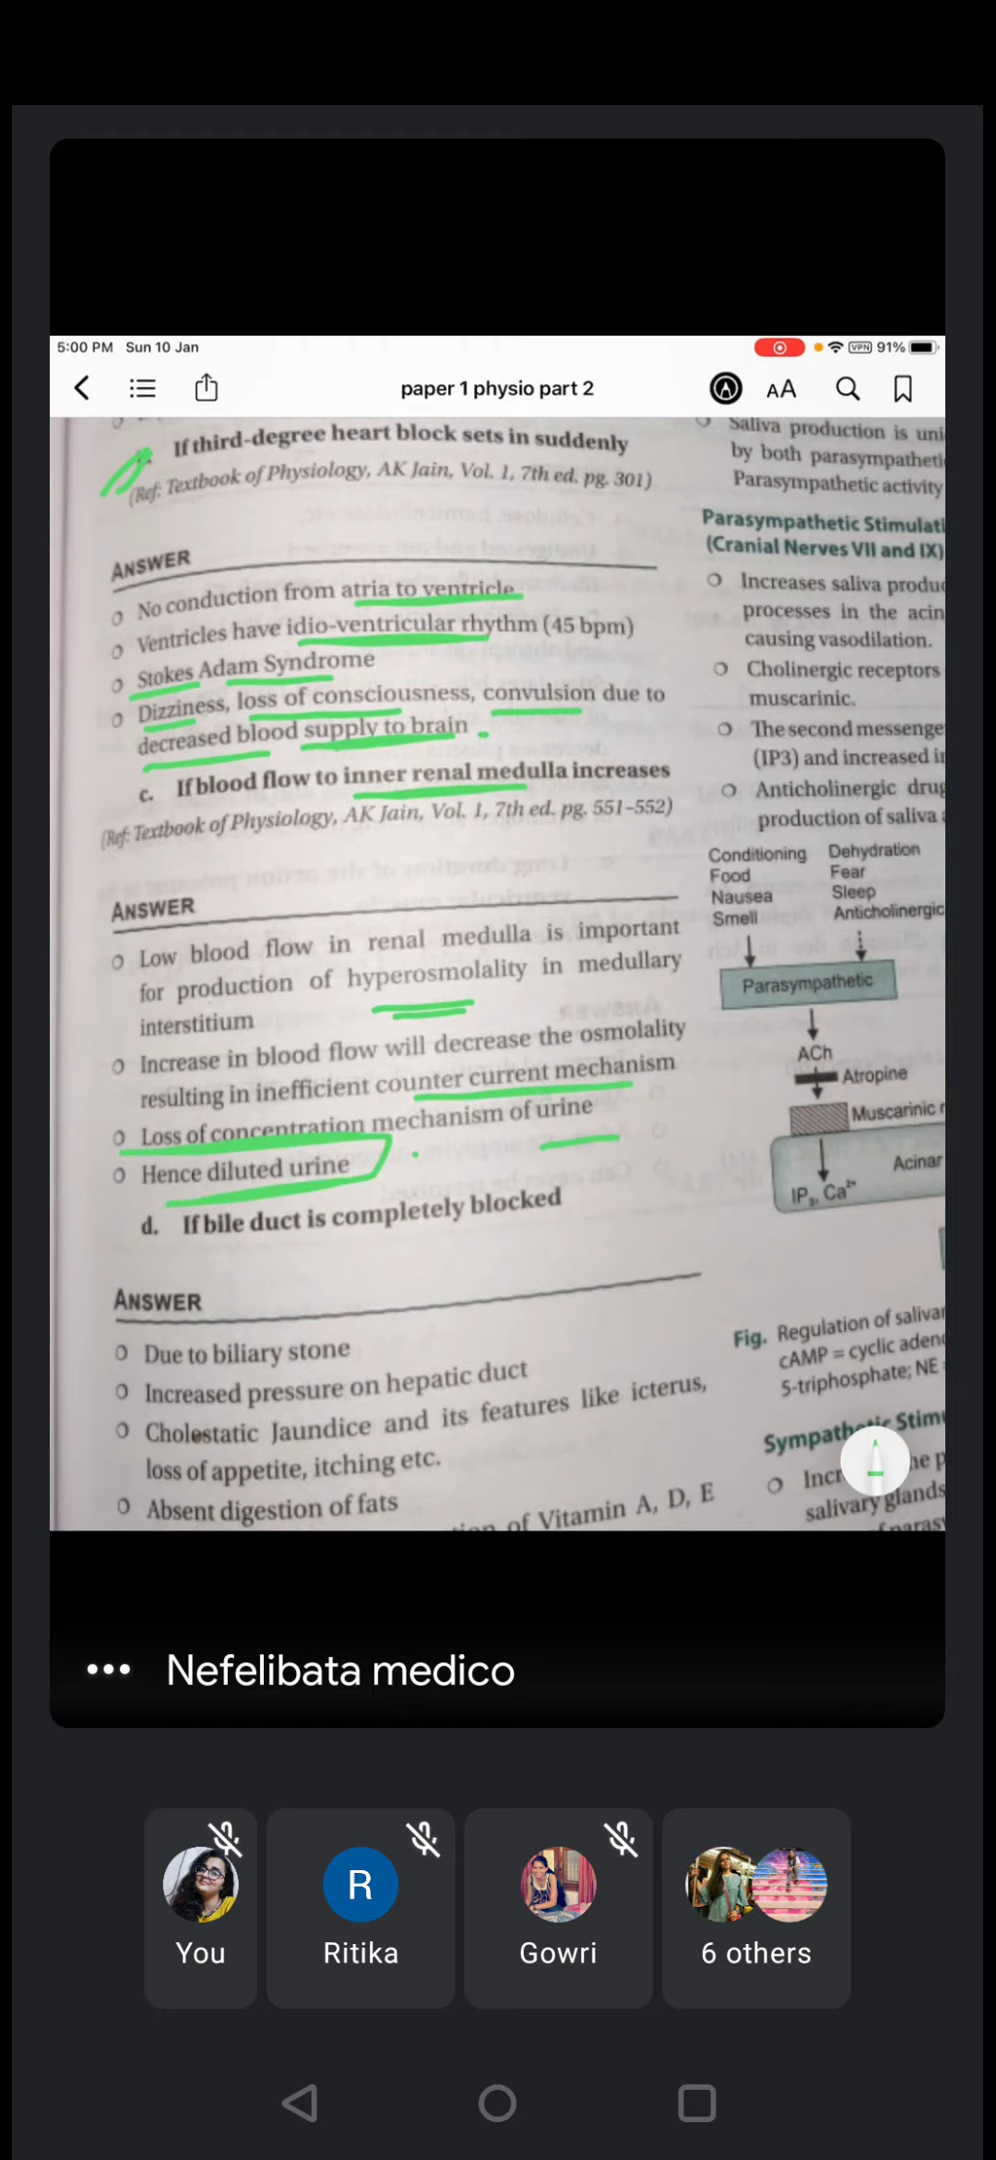 5:00 PM Sun 10 Jan
VPN 91%
paper 1 physio part 2
AA
If third-degree heart block sets in suddenly
(Ref: Textbook of Physiology, AK Jain, Vol. 1, 7th ed. pg. 301)
ANSWER
No conduction from atria to ventricle
Ventricles have idio-ventricular rhythm (45 bpm)
Stokes Adam Syndrome
Dizziness, loss of consciousness, convulsion due to
decreased blood supply to brain
c. If blood flow to inner renal medulla increases
(Ref: Textbook of Physiology, AK Jain, Vol. 1, 7th ed. pg. 551-552)
ANSWER
Low blood flow in renal medulla is important
for production of hyperosmolality in medullary
interstitium
Increase in blood flow will decrease the osmolality
resulting in inefficient counter current mechanism
Loss of concentration mechanism of urine
Hence diluted urine
d. If bile duct is completely blocked
ANSWER
Due to biliary stone
Increased pressure on hepatic duct
Cholestatic Jaundice and its features like icterus,
loss of appetite, itching etc.
Absent digestion of fats
of Vitamin A, D, E
Saliva production is uni
by both parasympatheti
Parasympathetic activity
Parasympathetic Stimulati
(Cranial Nerves VII and IX)
Increases saliva produc
processes in the acin
causing vasodilation.
Cholinergic receptors
muscarinic.
The second messenge
(IP3) and increased in
Anticholinergic drug
production of saliva
Conditioning Dehydration
Food Fear
Nausea Sleep
Smell Anticholinergic
Parasympathetic
ACh
Atropine
Muscarinic r
Acinar
IP3, Ca2+
Fig. Regulation of salivar
cAMP = cyclic adeno
5-triphosphate; NE
Sympathetic Stimu
Incr he p
salivary glands
Nefelibata medico
R
You
Ritika
Gowri
6 others